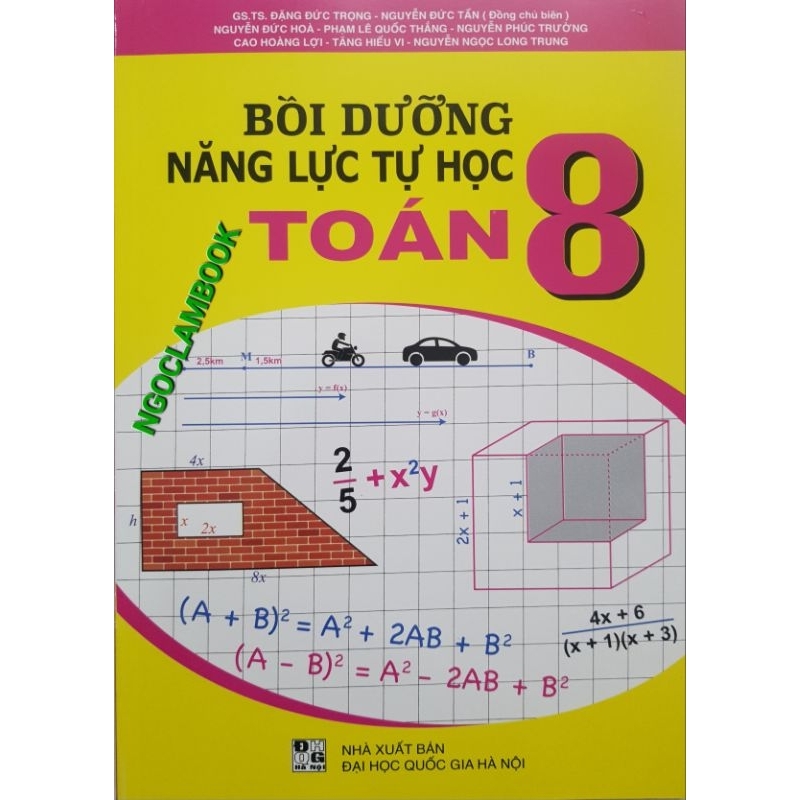 GS.TS. ĐẶNG ĐỨC TRỌNG - NGUYỄN ĐỨC TẤN ( Đồng chủ biên )
NGUYỄN ĐỨC HOÀ - PHẠM LÊ QUỐC THẮNG - NGUYỄN PHÚC TRƯỜNG
CAO HOÀNG LỢI - TĂNG HIẾU VI - NGUYỄN NGỌC LONG TRUNG
BỒI DƯỠNG
NĂNG LỰC TỰ HỌC
TOÁN 8
NGOCLAMBOOK
2,5km M 1,5km B
y = f(x)
y = g(x)
4x
h
x
2x
8x
2/5 + x²y
2x + 1
x + 1
(A + B)² = A² + 2AB + B²
(A - B)² = A² - 2AB + B²
4x + 6
(x + 1)(x + 3)
ĐHQG
HÀ NỘI
NHÀ XUẤT BẢN
ĐẠI HỌC QUỐC GIA HÀ NỘI